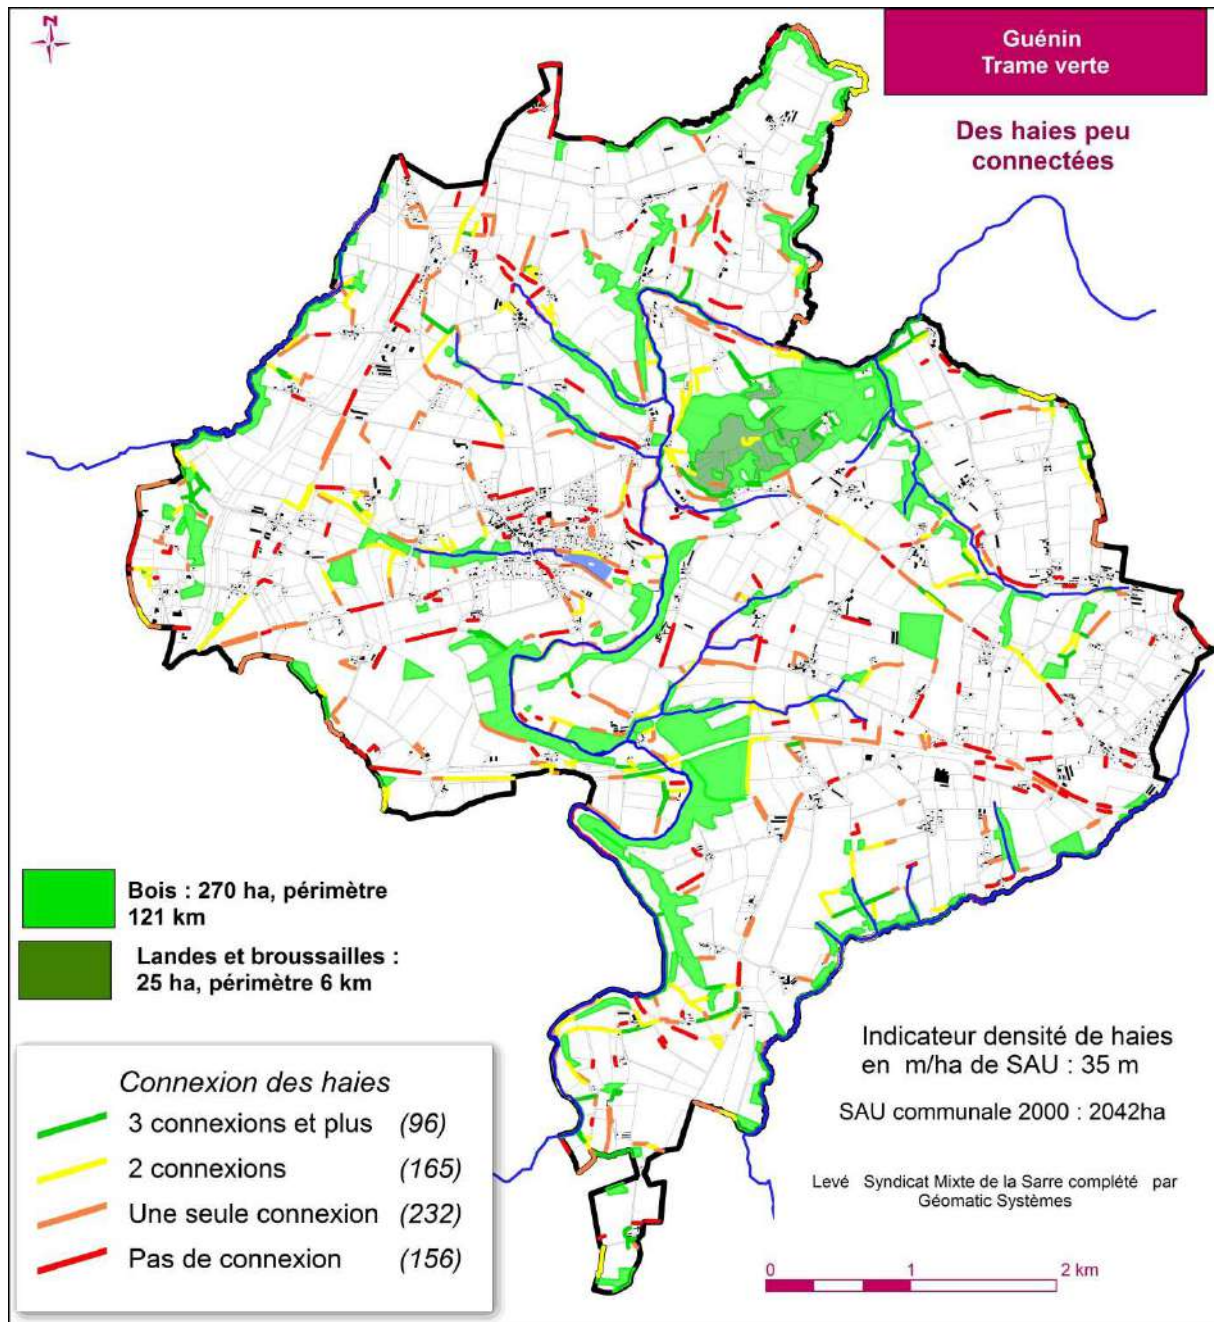 N
Guénin
Trame verte
Des haies peu
connectées
Bois : 270 ha, périmètre
121 km
Landes et broussailles :
25 ha, périmètre 6 km
Connexion des haies
3 connexions et plus (96)
2 connexions (165)
Une seule connexion (232)
Pas de connexion (156)
Indicateur densité de haies
en m/ha de SAU : 35 m
SAU communale 2000 : 2042ha
Levé Syndicat Mixte de la Sarre complété par
Géomatic Systèmes
0 1 2 km